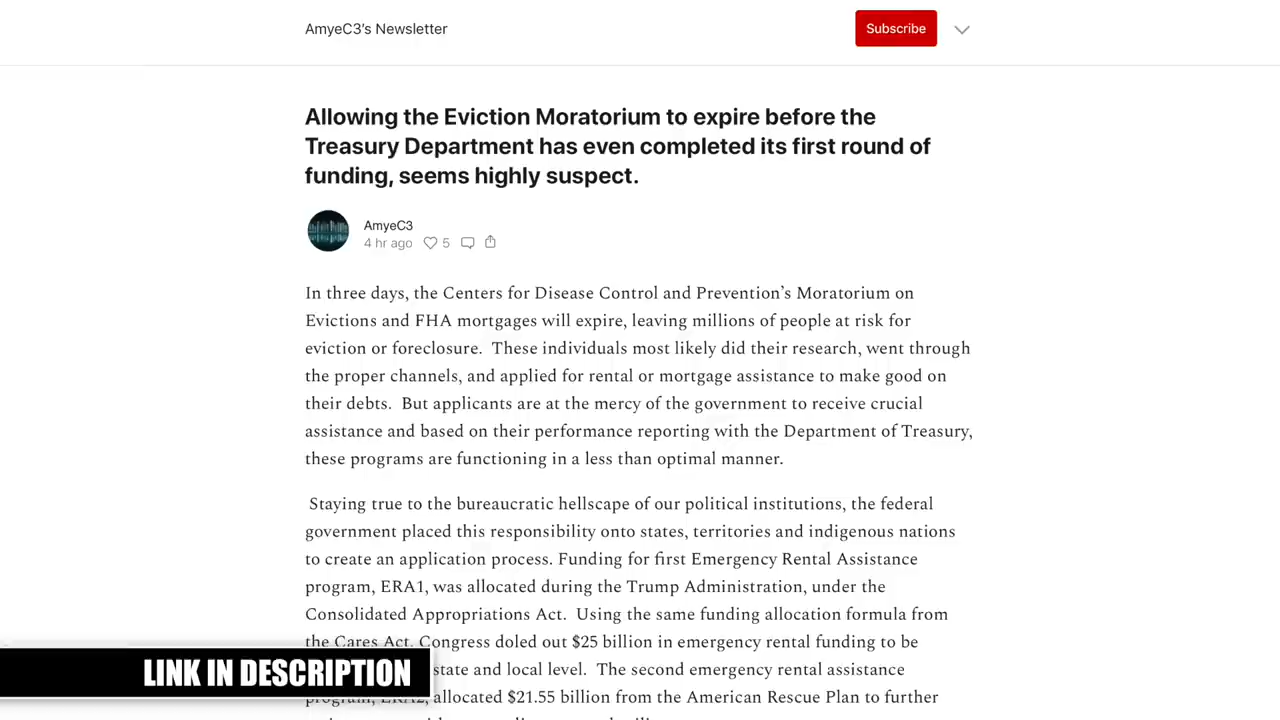 AmyeC3's Newsletter
Subscribe
Allowing the Eviction Moratorium to expire before the
Treasury Department has even completed its first round of
funding, seems highly suspect.
AmyeC3
4 hr ago 5
In three days, the Centers for Disease Control and Prevention's Moratorium on
Evictions and FHA mortgages will expire, leaving millions of people at risk for
eviction or foreclosure. These individuals most likely did their research, went through
the proper channels, and applied for rental or mortgage assistance to make good on
their debts. But applicants are at the mercy of the government to receive crucial
assistance and based on their performance reporting with the Department of Treasury,
these programs are functioning in a less than optimal manner.
Staying true to the bureaucratic hellscape of our political institutions, the federal
government placed this responsibility onto states, territories and indigenous nations
to create an application process. Funding for first Emergency Rental Assistance
program, ERA1, was allocated during the Trump Administration, under the
Consolidated Appropriations Act. Using the same funding allocation formula from
the Cares Act, Congress doled out $25 billion in emergency rental funding to be
state and local level. The second emergency rental assistance
program, ERA2, allocated $21.55 billion from the American Rescue Plan to further
LINK IN DESCRIPTION